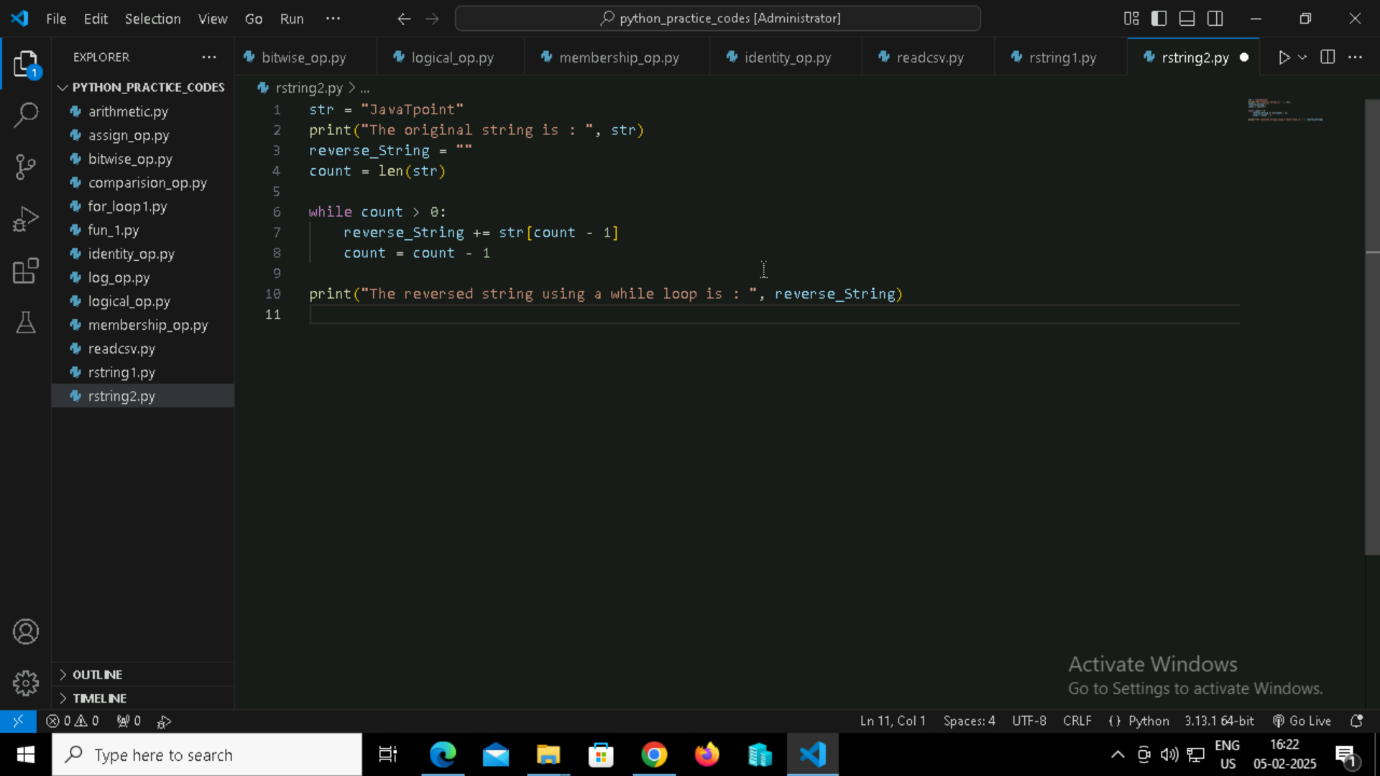 File Edit Selection View Go Run ... python_practice_codes [Administrator]
EXPLORER ...
bitwise_op.py logical_op.py membership_op.py identity_op.py readcsv.py rstring1.py rstring2.py
PYTHON_PRACTICE_CODES
arithmetic.py
assign_op.py
bitwise_op.py
comparision_op.py
for_loop1.py
fun_1.py
identity_op.py
log_op.py
logical_op.py
membership_op.py
readcsv.py
rstring1.py
rstring2.py
OUTLINE
TIMELINE
1
rstring2.py > ...
1 str = "JavaTpoint"
2 print("The original string is : ", str)
3 reverse_String = ""
4 count = len(str)
5
6 while count > 0:
7 reverse_String += str[count - 1]
8 count = count - 1
9
10 print("The reversed string using a while loop is : ", reverse_String)
11
Activate Windows
Go to Settings to activate Windows.
0 0 0 Ln 11, Col 1 Spaces: 4 UTF-8 CRLF {} Python 3.13.1 64-bit Go Live
Type here to search
ENG
US
16:22
05-02-2025
1